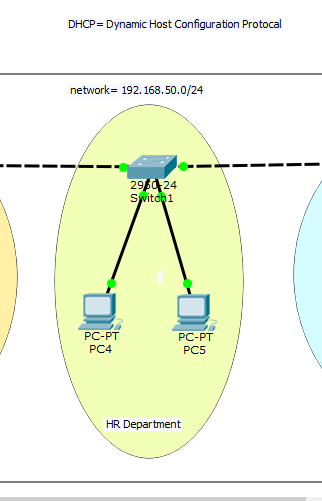 DHCP= Dynamic Host Configuration Protocal
network= 192.168.50.0/24
2960-24
Switch1
PC-PT
PC4
PC-PT
PC5
HR Department